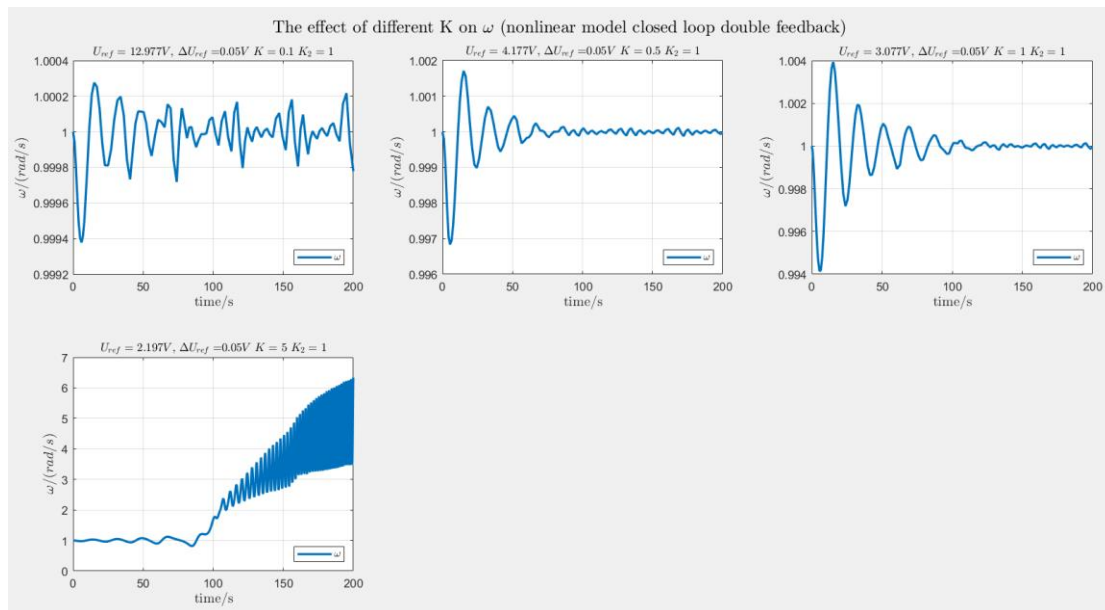 The effect of different K on ω (nonlinear model closed loop double feedback)
U_ref = 12.977V, ΔU_ref =0.05V K = 0.1 K_2 = 1
1.0004
1.0002
1
0.9998
0.9996
0.9994
0.9992
ω/(rad/s)
ω
0 50 100 150 200
time/s
U_ref = 4.177V, ΔU_ref =0.05V K = 0.5 K_2 = 1
1.002
1.001
1
0.999
0.998
0.997
0.996
ω/(rad/s)
ω
0 50 100 150 200
time/s
U_ref = 3.077V, ΔU_ref =0.05V K = 1 K_2 = 1
1.004
1.002
1
0.998
0.996
0.994
ω/(rad/s)
ω
0 50 100 150 200
time/s
U_ref = 2.197V, ΔU_ref =0.05V K = 5 K_2 = 1
7
6
5
4
3
2
1
0
ω/(rad/s)
ω
0 50 100 150 200
time/s